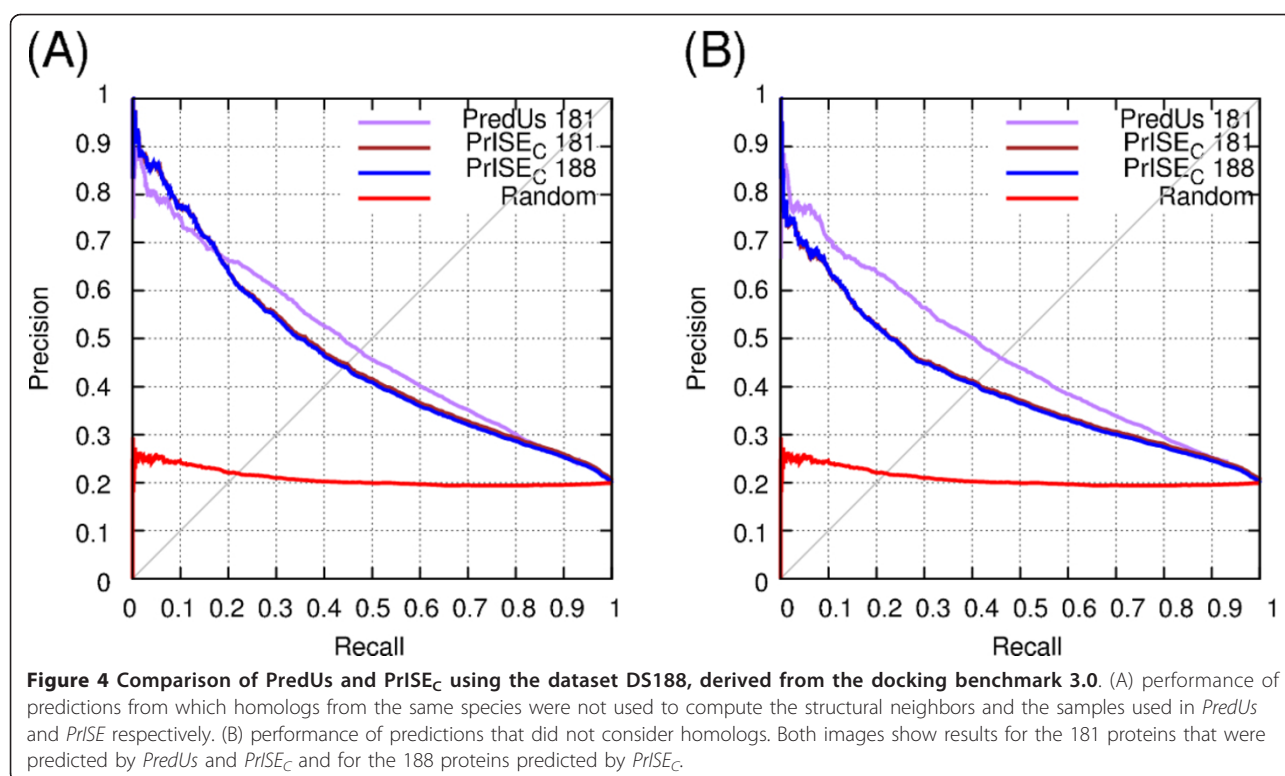 (A)
1
0.9
0.8
0.7
0.6
0.5
0.4
0.3
0.2
0.1
0
Precision
PredUs 181
PrISE_C 181
PrISE_C 188
Random
0 0.1 0.2 0.3 0.4 0.5 0.6 0.7 0.8 0.9 1
Recall
(B)
1
0.9
0.8
0.7
0.6
0.5
0.4
0.3
0.2
0.1
0
Precision
PredUs 181
PrISE_C 181
PrISE_C 188
Random
0 0.1 0.2 0.3 0.4 0.5 0.6 0.7 0.8 0.9 1
Recall
Figure 4 Comparison of PredUs and PrISE_C using the dataset DS188, derived from the docking benchmark 3.0. (A) performance of
predictions from which homologs from the same species were not used to compute the structural neighbors and the samples used in PredUs
and PrISE respectively. (B) performance of predictions that did not consider homologs. Both images show results for the 181 proteins that were
predicted by PredUs and PrISE_C and for the 188 proteins predicted by PrISE_C.